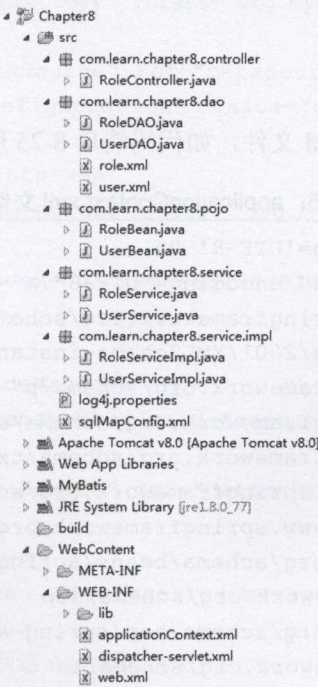 Chapter8
src
com.learn.chapter8.controller
RoleController.java
com.learn.chapter8.dao
RoleDAO.java
UserDAO.java
role.xml
user.xml
com.learn.chapter8.pojo
RoleBean.java
UserBean.java
com.learn.chapter8.service
RoleService.java
UserService.java
com.learn.chapter8.service.impl
RoleServiceImpl.java
UserServiceImpl.java
log4j.properties
sqlMapConfig.xml
Apache Tomcat v8.0 [Apache Tomcat v8.0]
Web App Libraries
MyBatis
JRE System Library [jre1.8.0_77]
build
WebContent
META-INF
WEB-INF
lib
applicationContext.xml
dispatcher-servlet.xml
web.xml